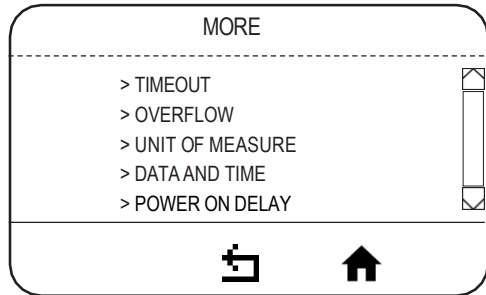 MORE
> TIMEOUT
> OVERFLOW
> UNIT OF MEASURE
> DATA AND TIME
> POWER ON DELAY